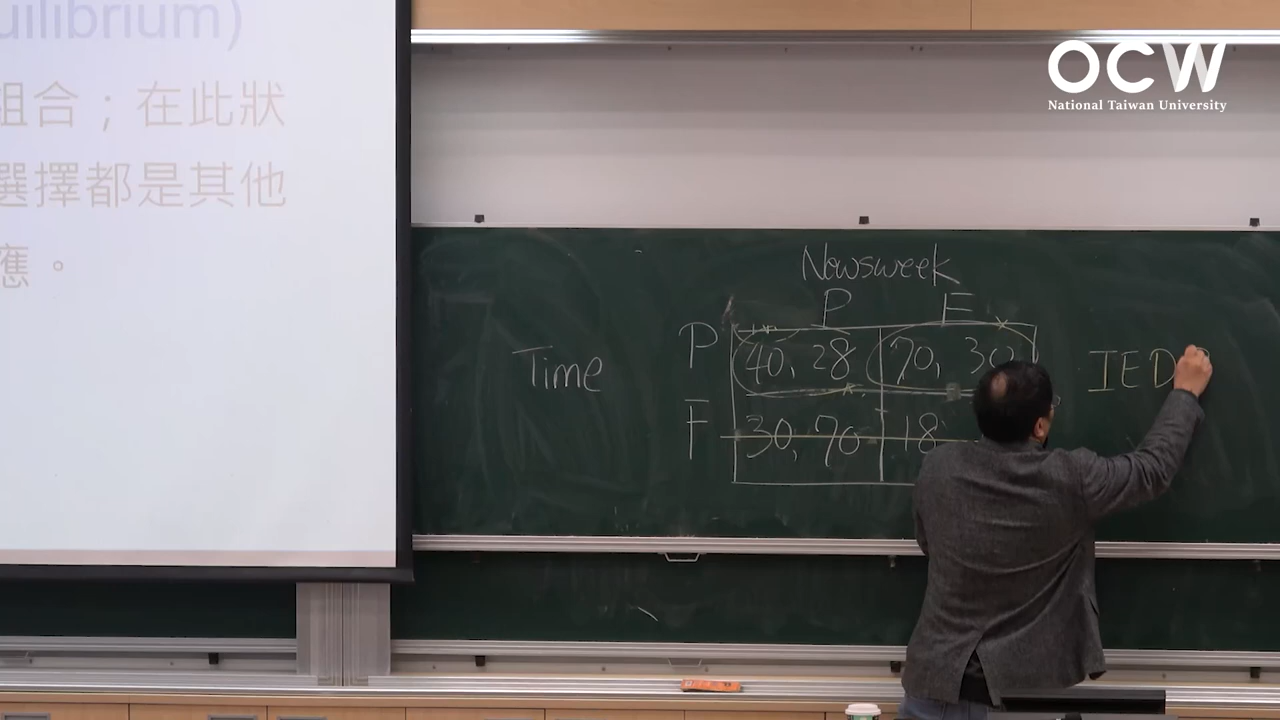 uilibrium)
組合；在此狀
選擇都是其他
應。
OCW
National Taiwan University
Newsweek
P E
Time
P 40, 28 70, 30
F 30, 70 18
IED